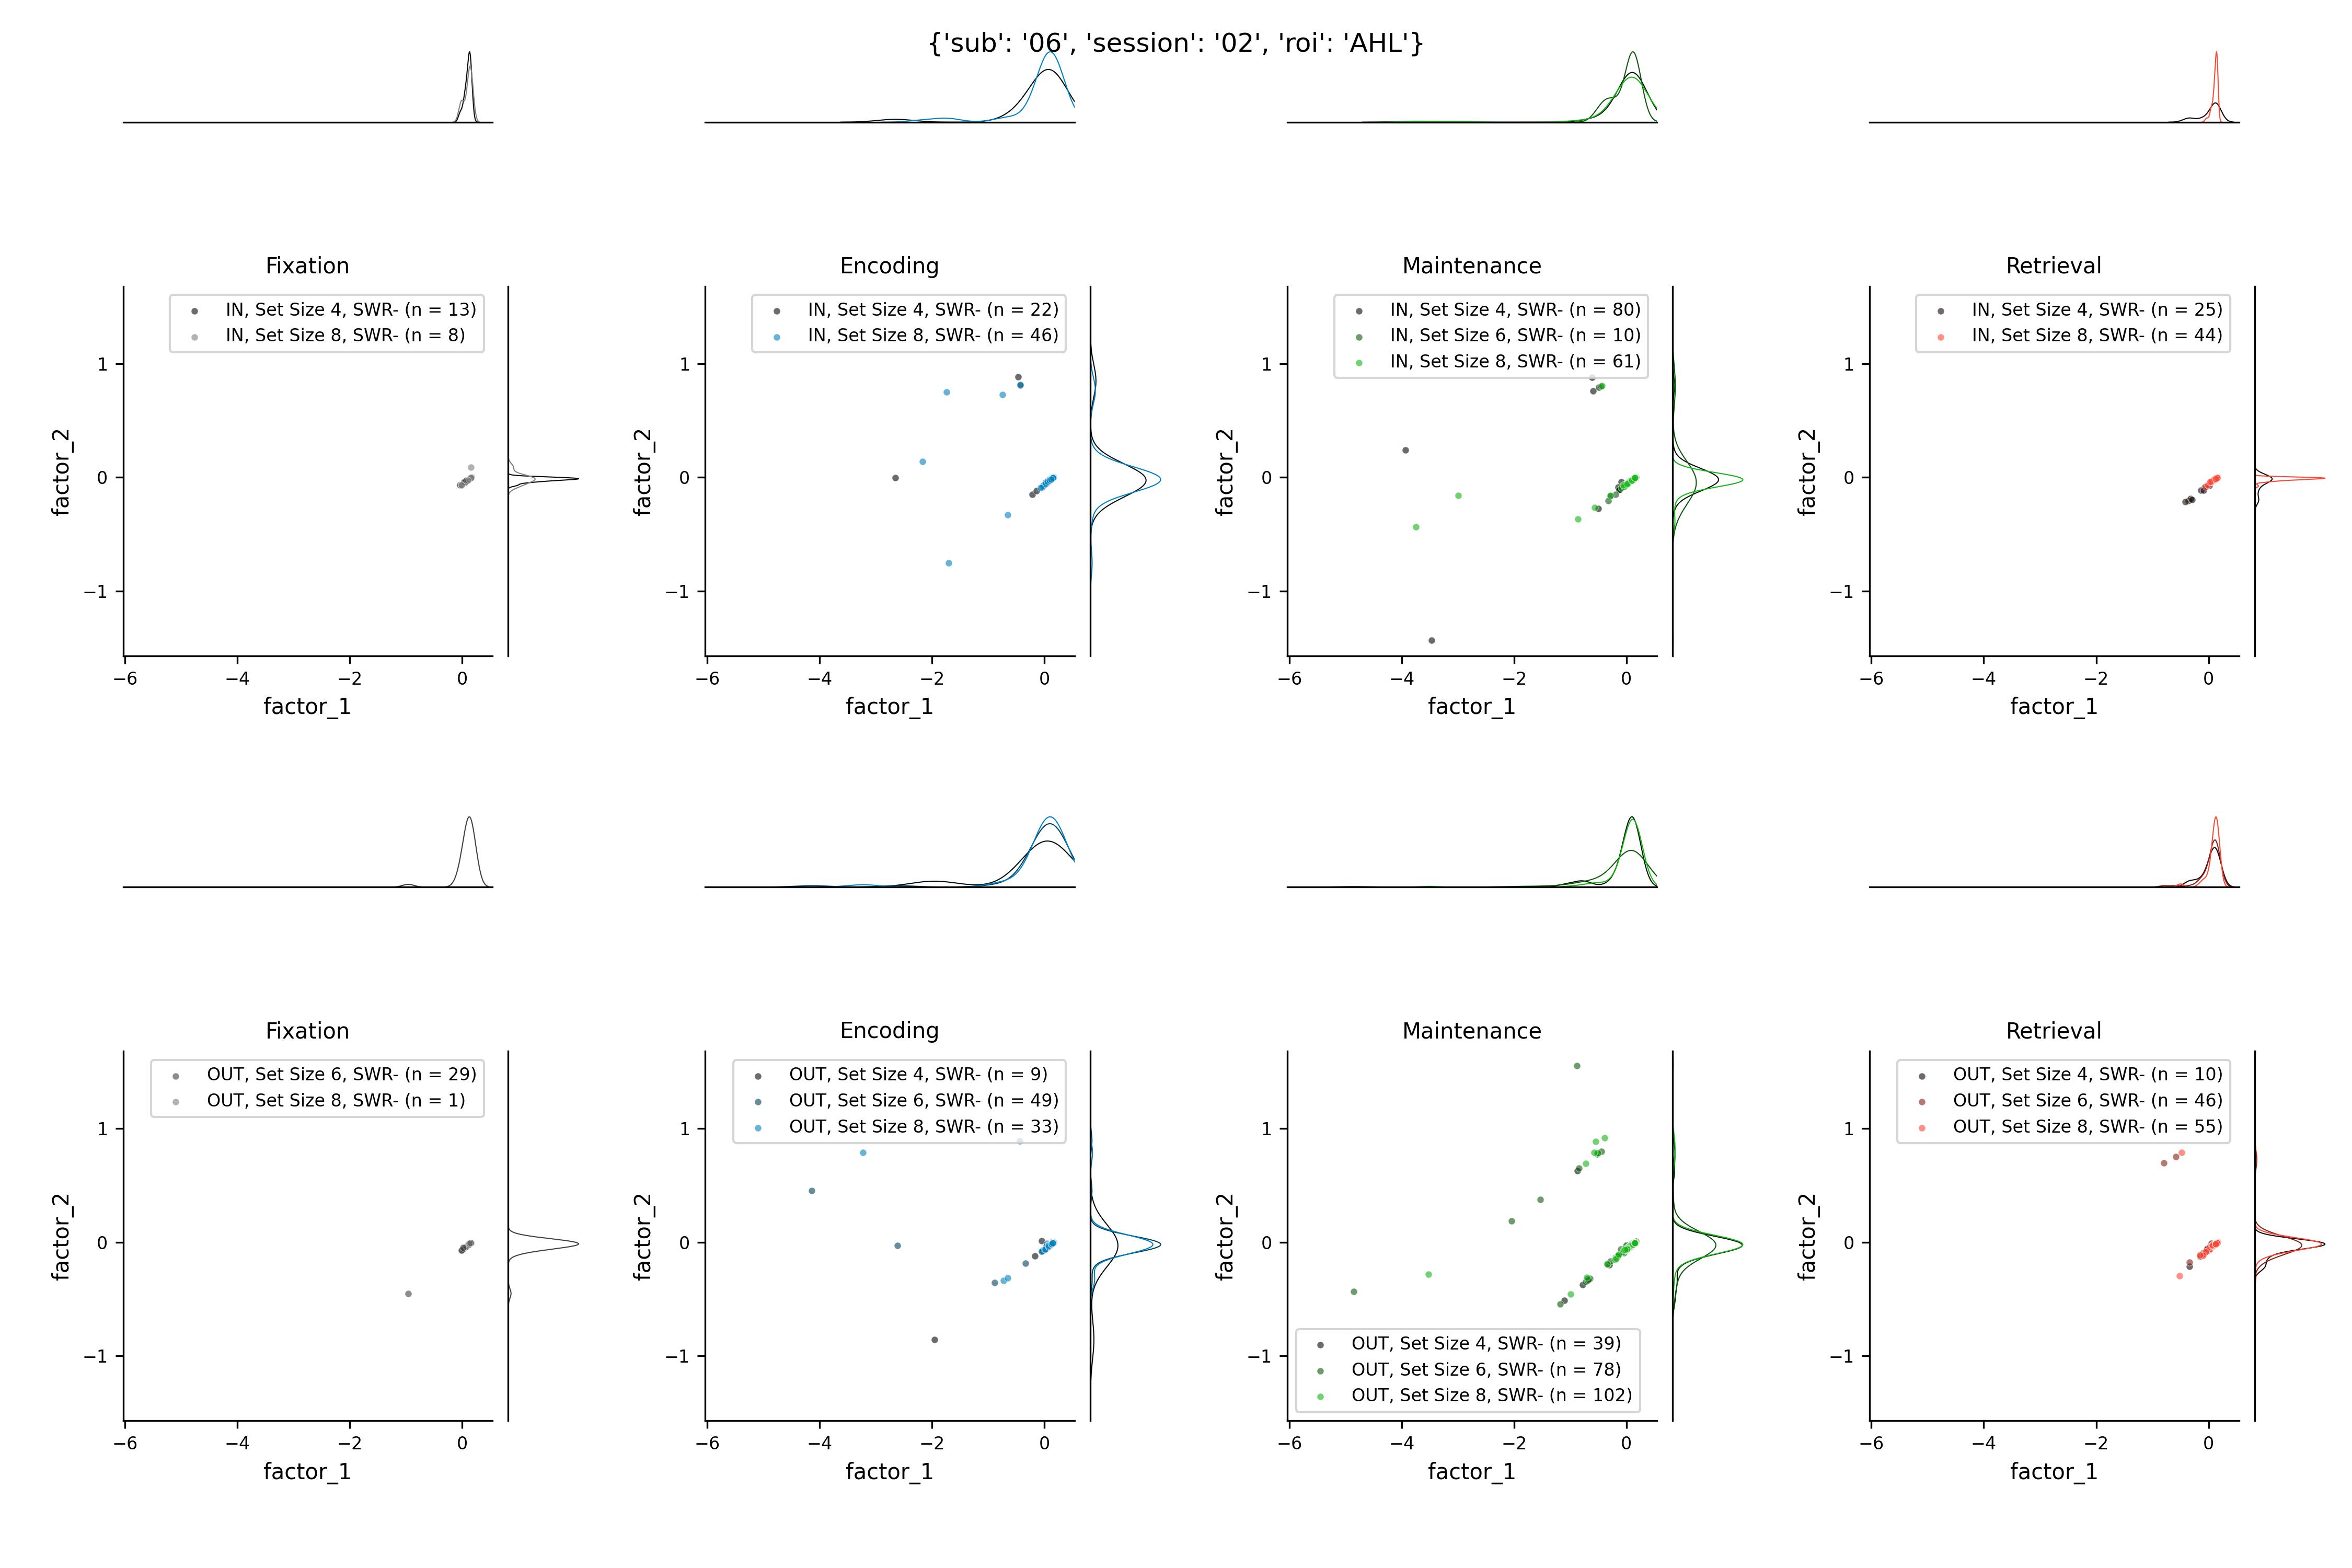 {'sub': '06', 'session': '02', 'roi': 'AHL'}
Fixation
Encoding
Maintenance
Retrieval
IN, Set Size 4, SWR- (n = 13)
IN, Set Size 8, SWR- (n = 8)
IN, Set Size 4, SWR- (n = 22)
IN, Set Size 8, SWR- (n = 46)
IN, Set Size 4, SWR- (n = 80)
IN, Set Size 6, SWR- (n = 10)
IN, Set Size 8, SWR- (n = 61)
IN, Set Size 4, SWR- (n = 25)
IN, Set Size 8, SWR- (n = 44)
factor_2
1
0
−1
factor_2
1
0
−1
factor_2
1
0
−1
factor_2
1
0
−1
−6 −4 −2 0
−6 −4 −2 0
−6 −4 −2 0
−6 −4 −2 0
factor_1
factor_1
factor_1
factor_1
Fixation
Encoding
Maintenance
Retrieval
OUT, Set Size 6, SWR- (n = 29)
OUT, Set Size 8, SWR- (n = 1)
OUT, Set Size 4, SWR- (n = 9)
OUT, Set Size 6, SWR- (n = 49)
OUT, Set Size 8, SWR- (n = 33)
OUT, Set Size 4, SWR- (n = 39)
OUT, Set Size 6, SWR- (n = 78)
OUT, Set Size 8, SWR- (n = 102)
OUT, Set Size 4, SWR- (n = 10)
OUT, Set Size 6, SWR- (n = 46)
OUT, Set Size 8, SWR- (n = 55)
factor_2
1
0
−1
factor_2
1
0
−1
factor_2
1
0
−1
factor_2
1
0
−1
−6 −4 −2 0
−6 −4 −2 0
−6 −4 −2 0
−6 −4 −2 0
factor_1
factor_1
factor_1
factor_1